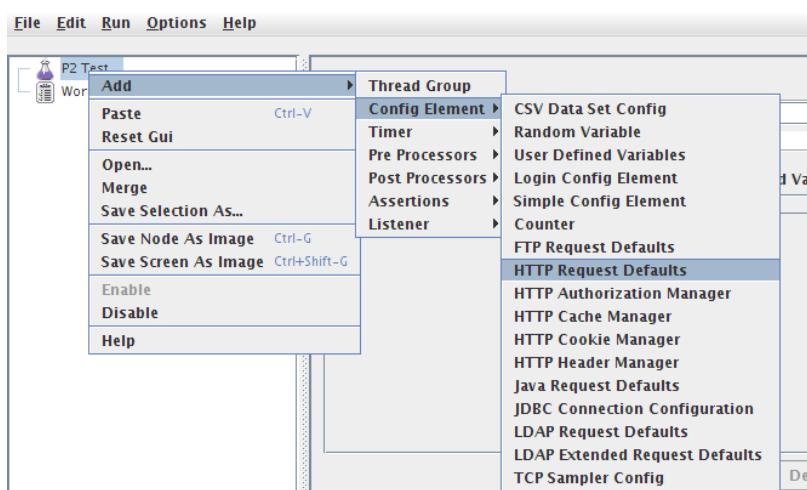 File Edit Run Options Help
P2 Test
Wor
Add
Paste Ctrl-V
Reset Gui
Open...
Merge
Save Selection As...
Save Node As Image Ctrl-G
Save Screen As Image Ctrl+Shift-G
Enable
Disable
Help
Thread Group
Config Element
Timer
Pre Processors
Post Processors
Assertions
Listener
CSV Data Set Config
Random Variable
User Defined Variables
Login Config Element
Simple Config Element
Counter
FTP Request Defaults
HTTP Request Defaults
HTTP Authorization Manager
HTTP Cache Manager
HTTP Cookie Manager
HTTP Header Manager
Java Request Defaults
JDBC Connection Configuration
LDAP Request Defaults
LDAP Extended Request Defaults
TCP Sampler Config
d Va
De